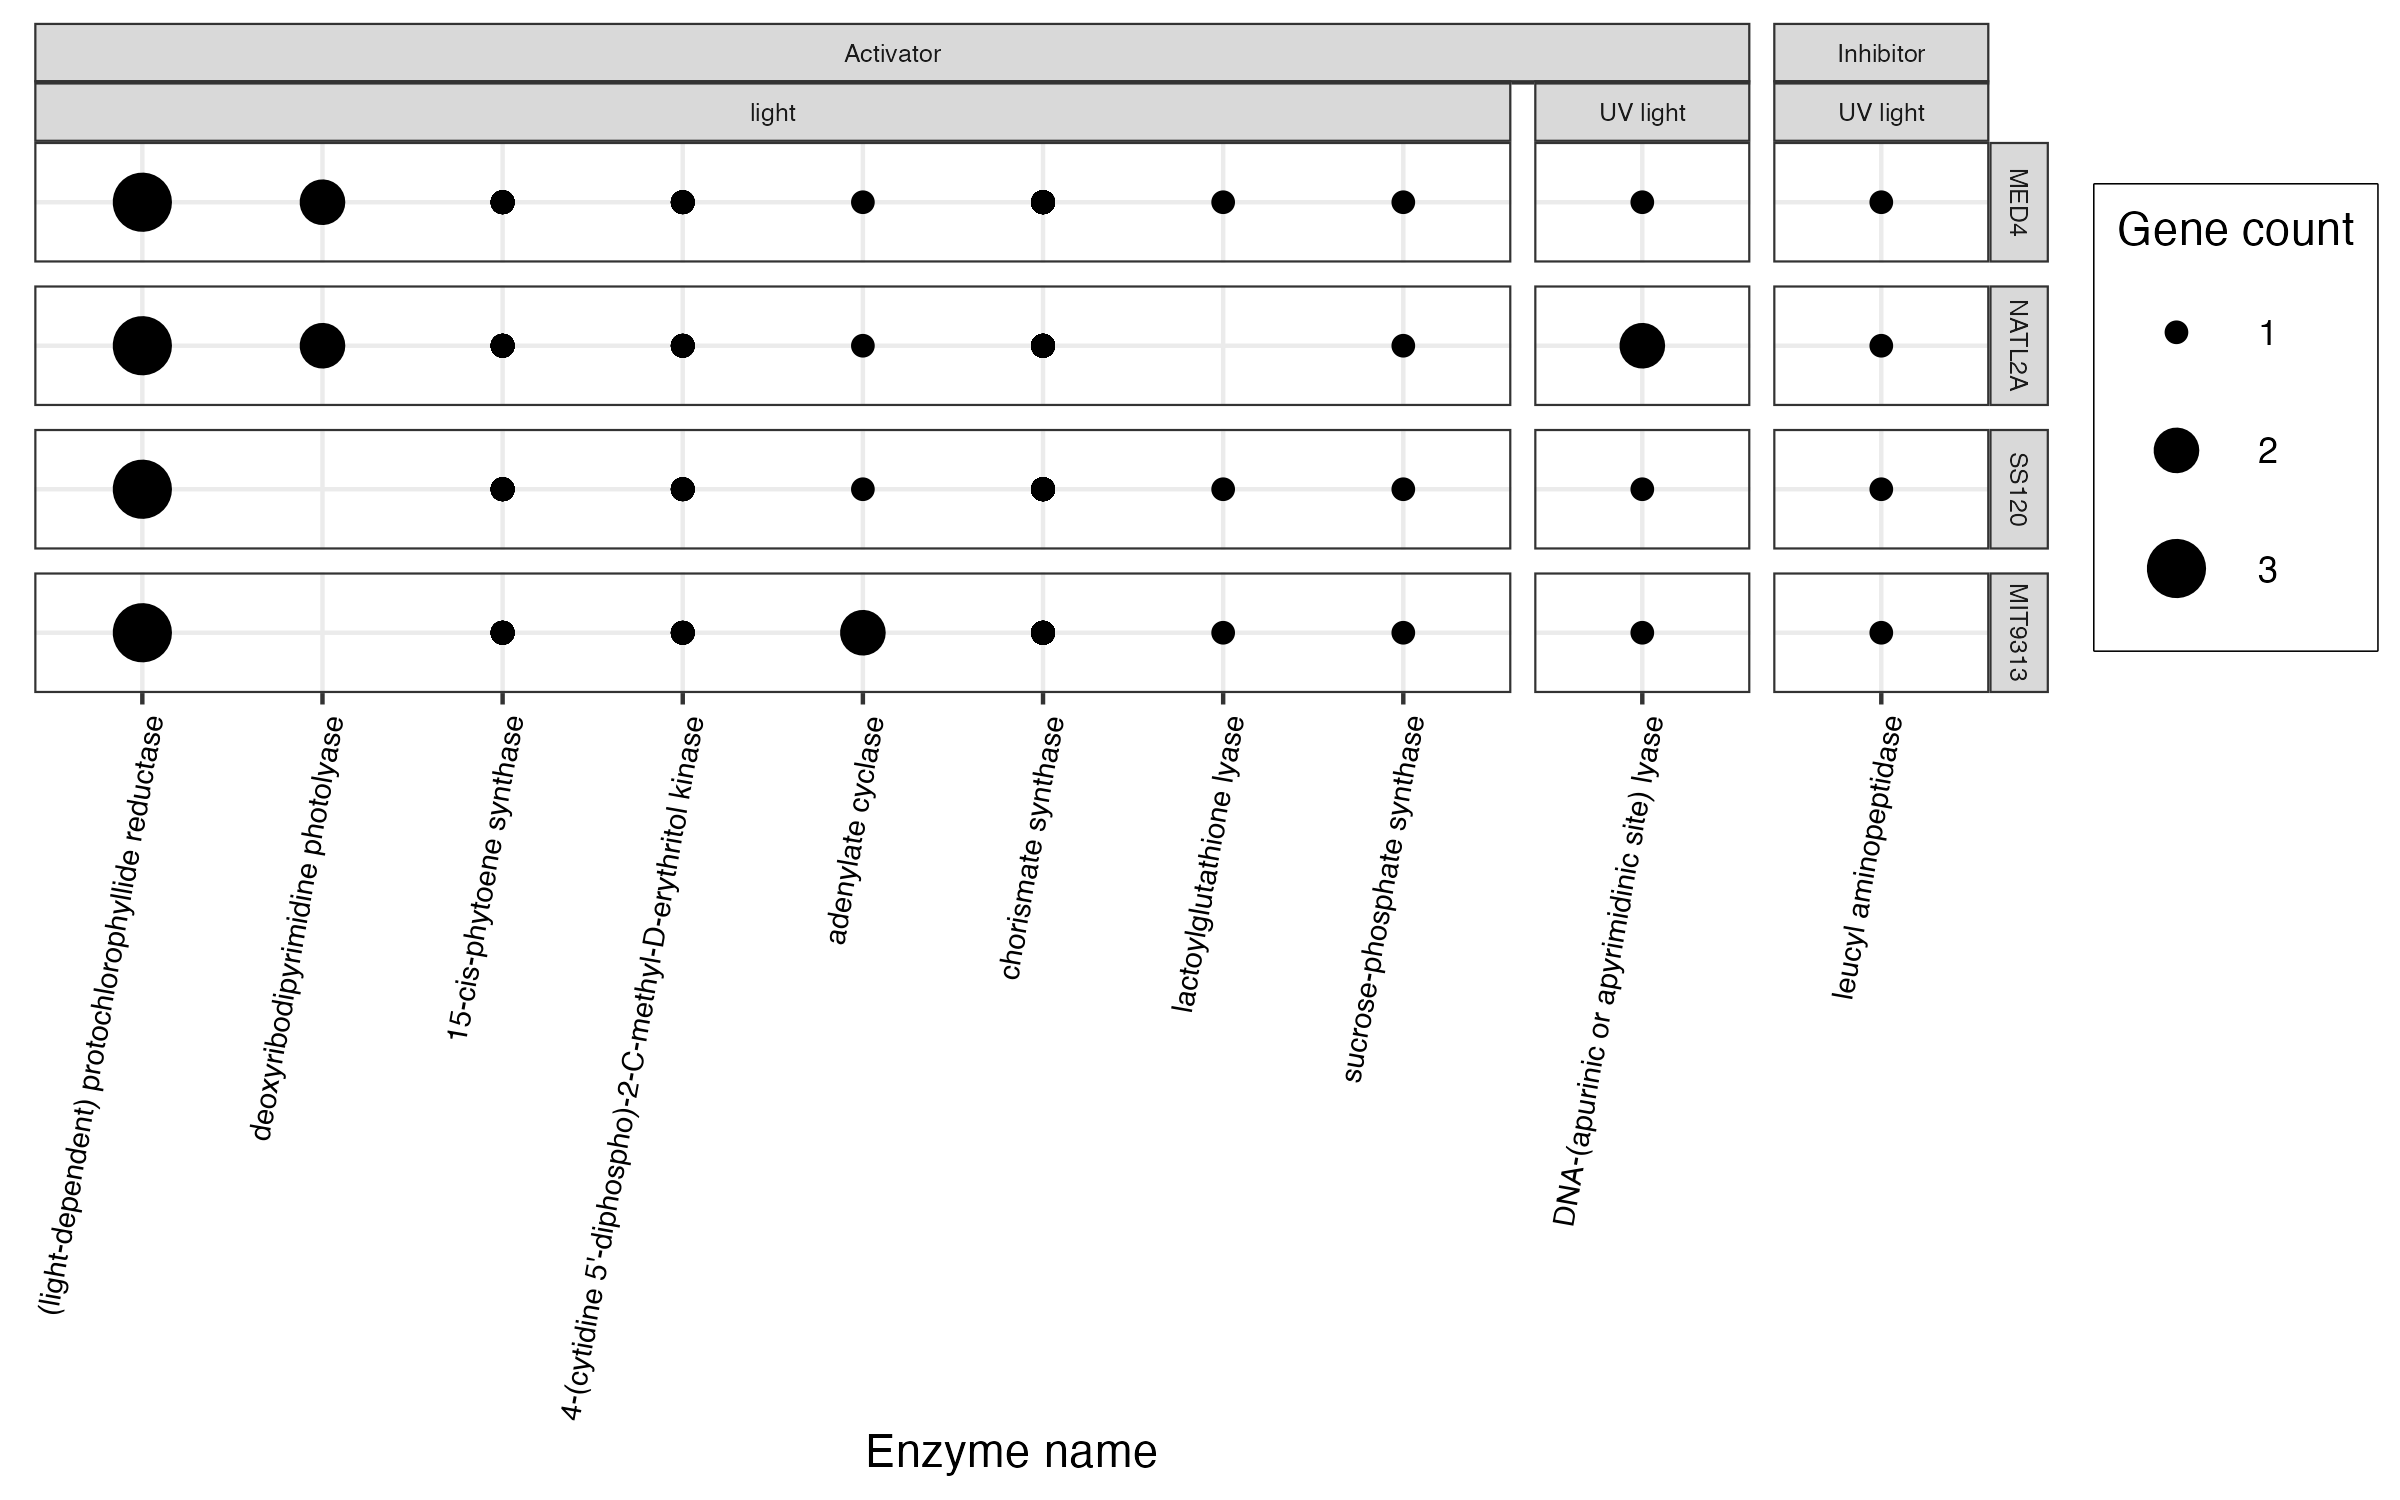 Activator
Inhibitor
light
UV light
UV light
MED4
NATL2A
SS120
MIT9313
Gene count
1
2
3
(light-dependent) protochlorophyllide reductase
deoxyribodipyrimidine photolyase
15-cis-phytoene synthase
4-(cytidine 5'-diphospho)-2-C-methyl-D-erythritol kinase
adenylate cyclase
chorismate synthase
lactoylglutathione lyase
sucrose-phosphate synthase
DNA-(apurinic or apyrimidinic site) lyase
leucyl aminopeptidase
Enzyme name